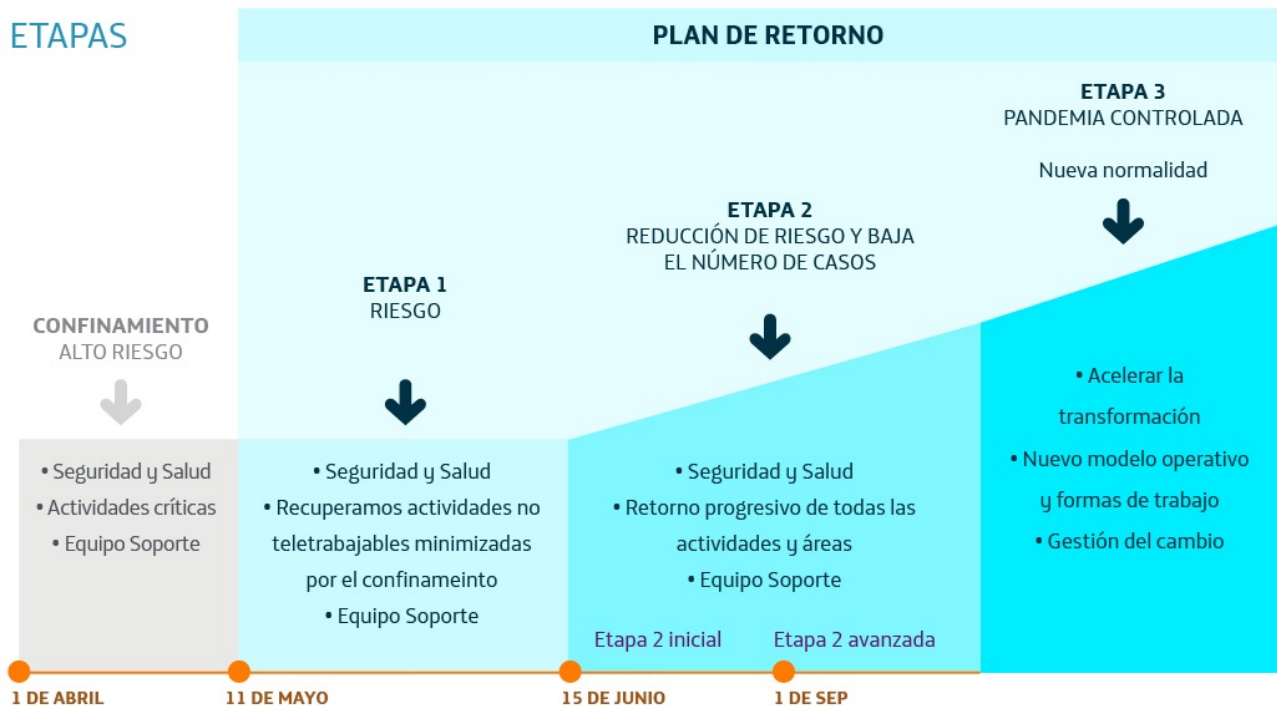 ETAPAS
PLAN DE RETORNO
CONFINAMIENTO
ALTO RIESGO
• Seguridad y Salud
• Actividades críticas
• Equipo Soporte
ETAPA 1
RIESGO
• Seguridad y Salud
• Recuperamos actividades no
teletrabajables minimizadas
por el confinameinto
• Equipo Soporte
ETAPA 2
REDUCCIÓN DE RIESGO Y BAJA
EL NÚMERO DE CASOS
• Seguridad y Salud
• Retorno progresivo de todas las
actividades y áreas
• Equipo Soporte
Etapa 2 inicial
Etapa 2 avanzada
ETAPA 3
PANDEMIA CONTROLADA
Nueva normalidad
• Acelerar la
transformación
• Nuevo modelo operativo
y formas de trabajo
• Gestión del cambio
1 DE ABRIL
11 DE MAYO
15 DE JUNIO
1 DE SEP